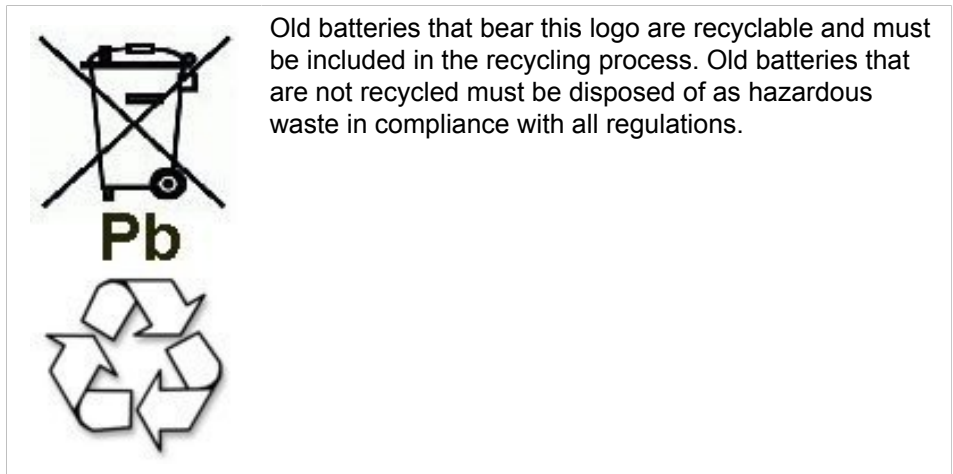 Old batteries that bear this logo are recyclable and must
be included in the recycling process. Old batteries that
are not recycled must be disposed of as hazardous
waste in compliance with all regulations.
Pb